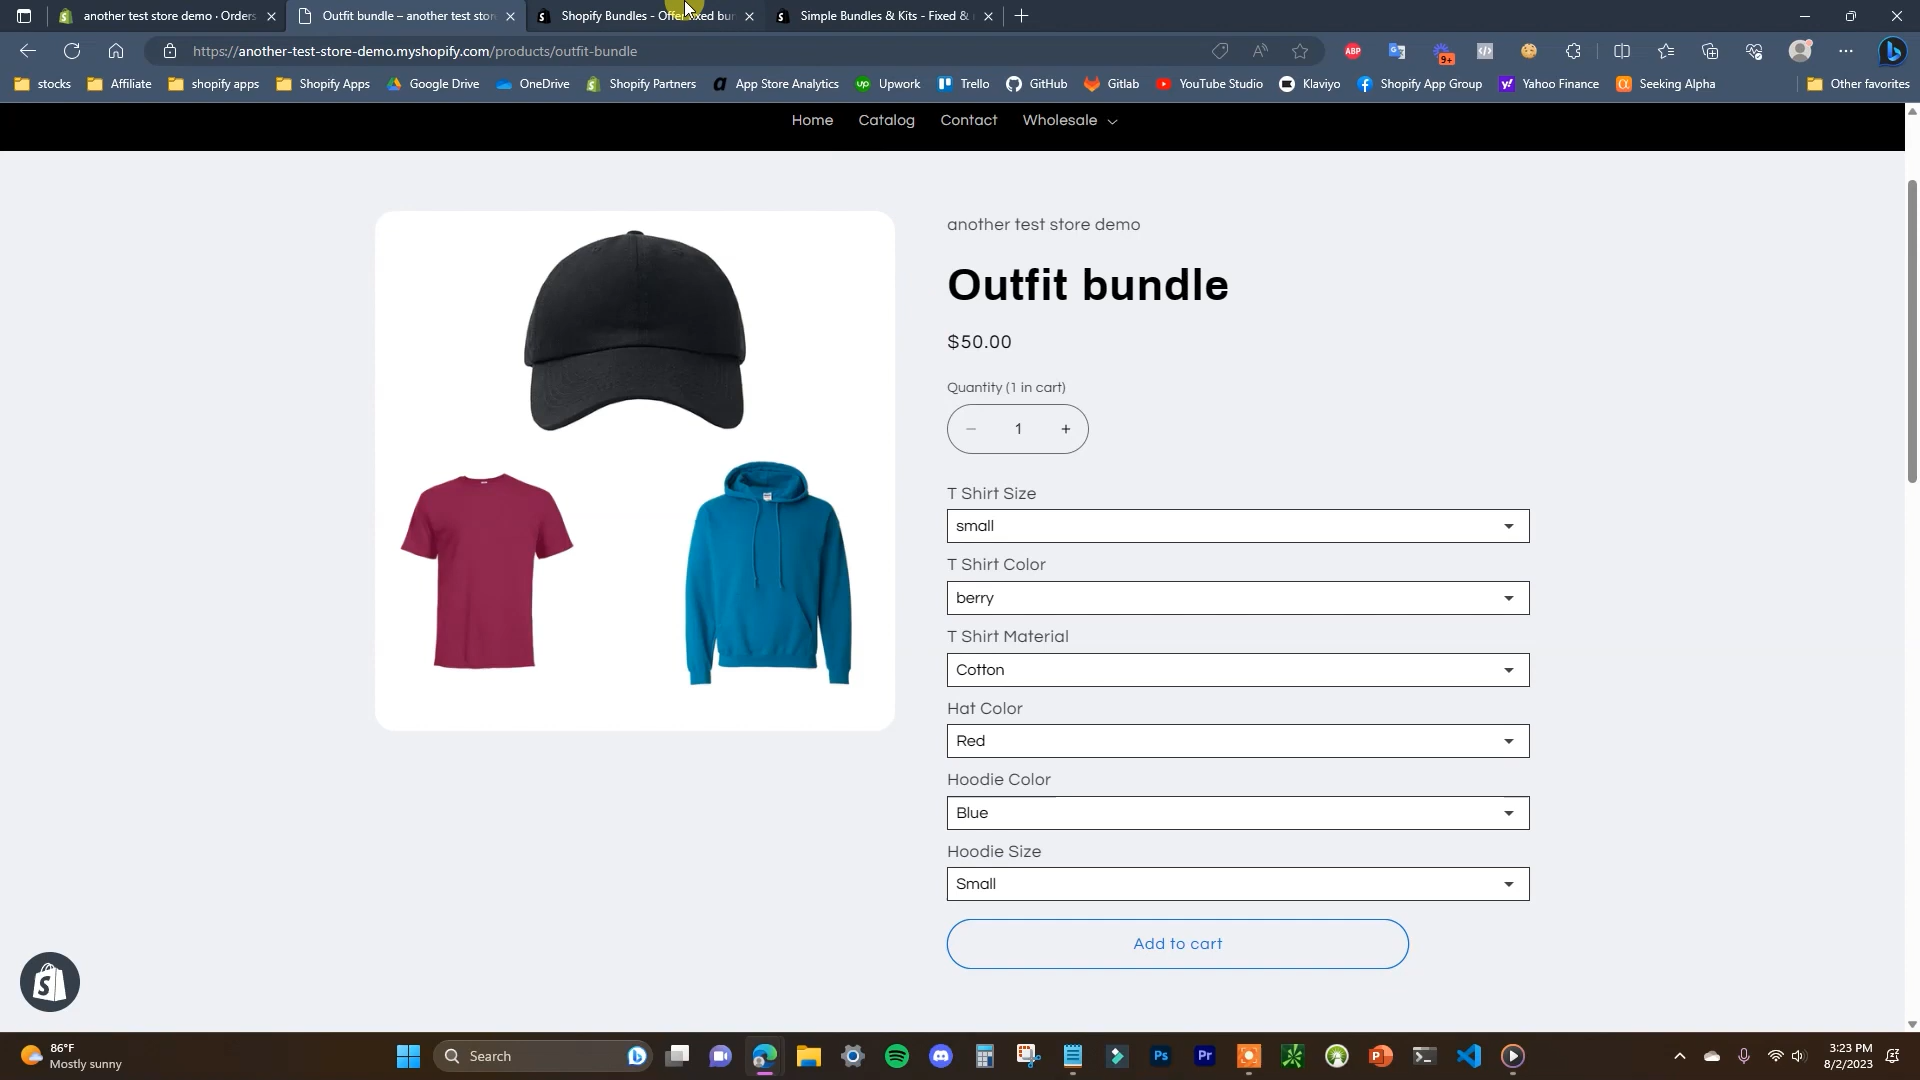 another test store demo · Orders
Outfit bundle – another test stor
Shopify Bundles - Offer fixed bun
Simple Bundles & Kits - Fixed &
https://another-test-store-demo.myshopify.com/products/outfit-bundle
ABP
9+
stocks
Affiliate
shopify apps
Shopify Apps
Google Drive
OneDrive
Shopify Partners
App Store Analytics
Upwork
Trello
GitHub
Gitlab
YouTube Studio
Klaviyo
Shopify App Group
Yahoo Finance
Seeking Alpha
Other favorites
Home
Catalog
Contact
Wholesale
another test store demo
Outfit bundle
$50.00
Quantity (1 in cart)
− 1 +
T Shirt Size
small
T Shirt Color
berry
T Shirt Material
Cotton
Hat Color
Red
Hoodie Color
Blue
Hoodie Size
Small
Add to cart
86°F
Mostly sunny
Search
Ps
Pr
3:23 PM
8/2/2023